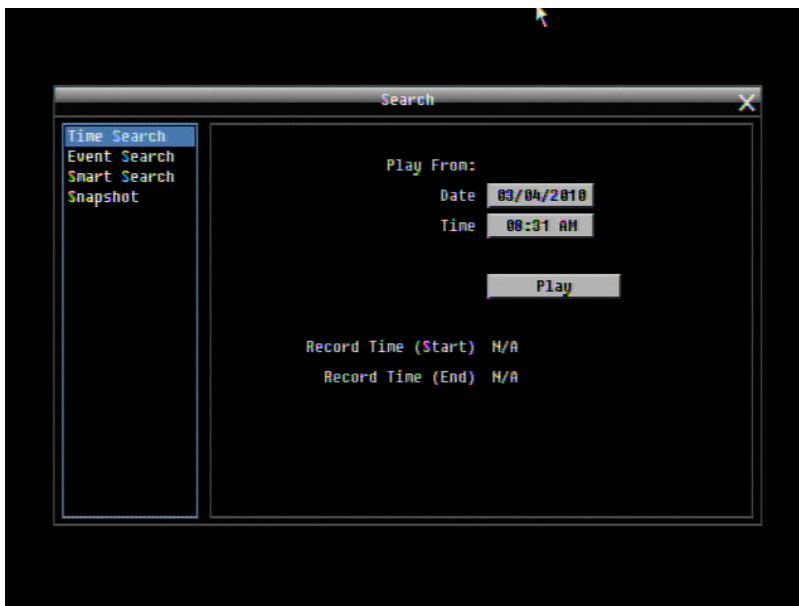 Search
Time Search
Event Search
Smart Search
Snapshot
Play From:
Date 03/04/2010
Time 08:31 AM
Play
Record Time (Start) N/A
Record Time (End) N/A